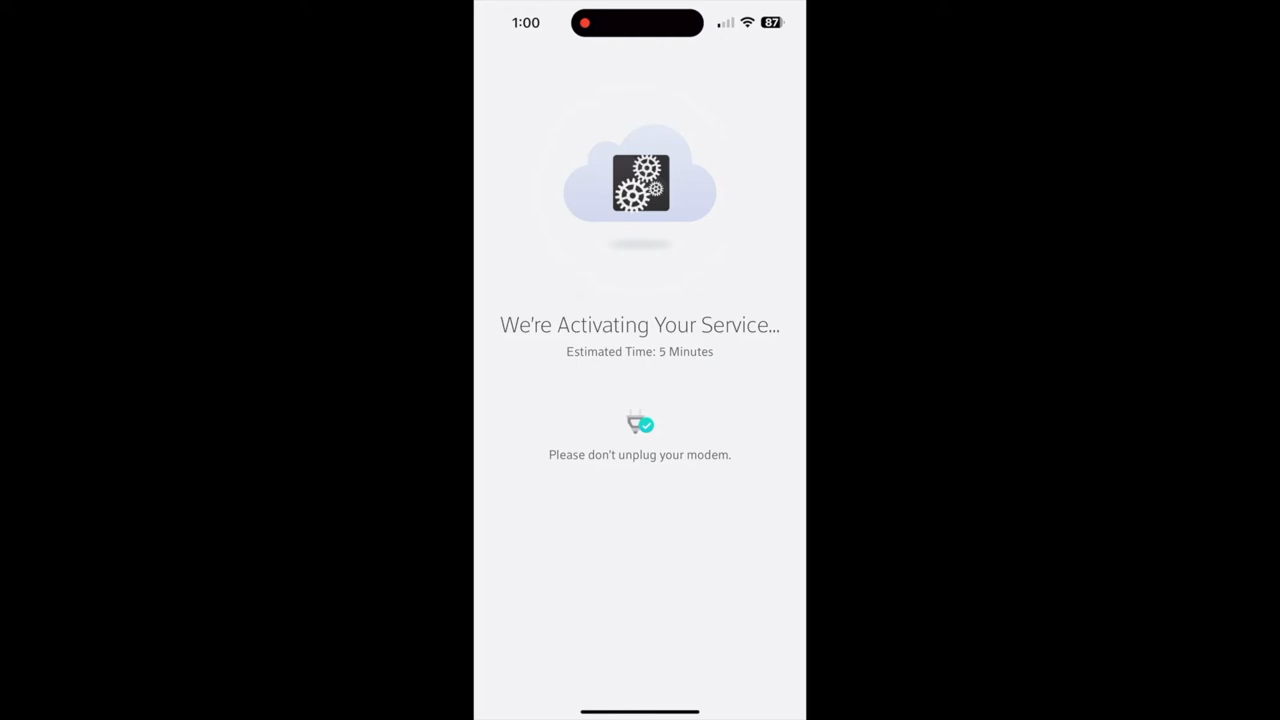 1:00
87
We're Activating Your Service...
Estimated Time: 5 Minutes
Please don't unplug your modem.